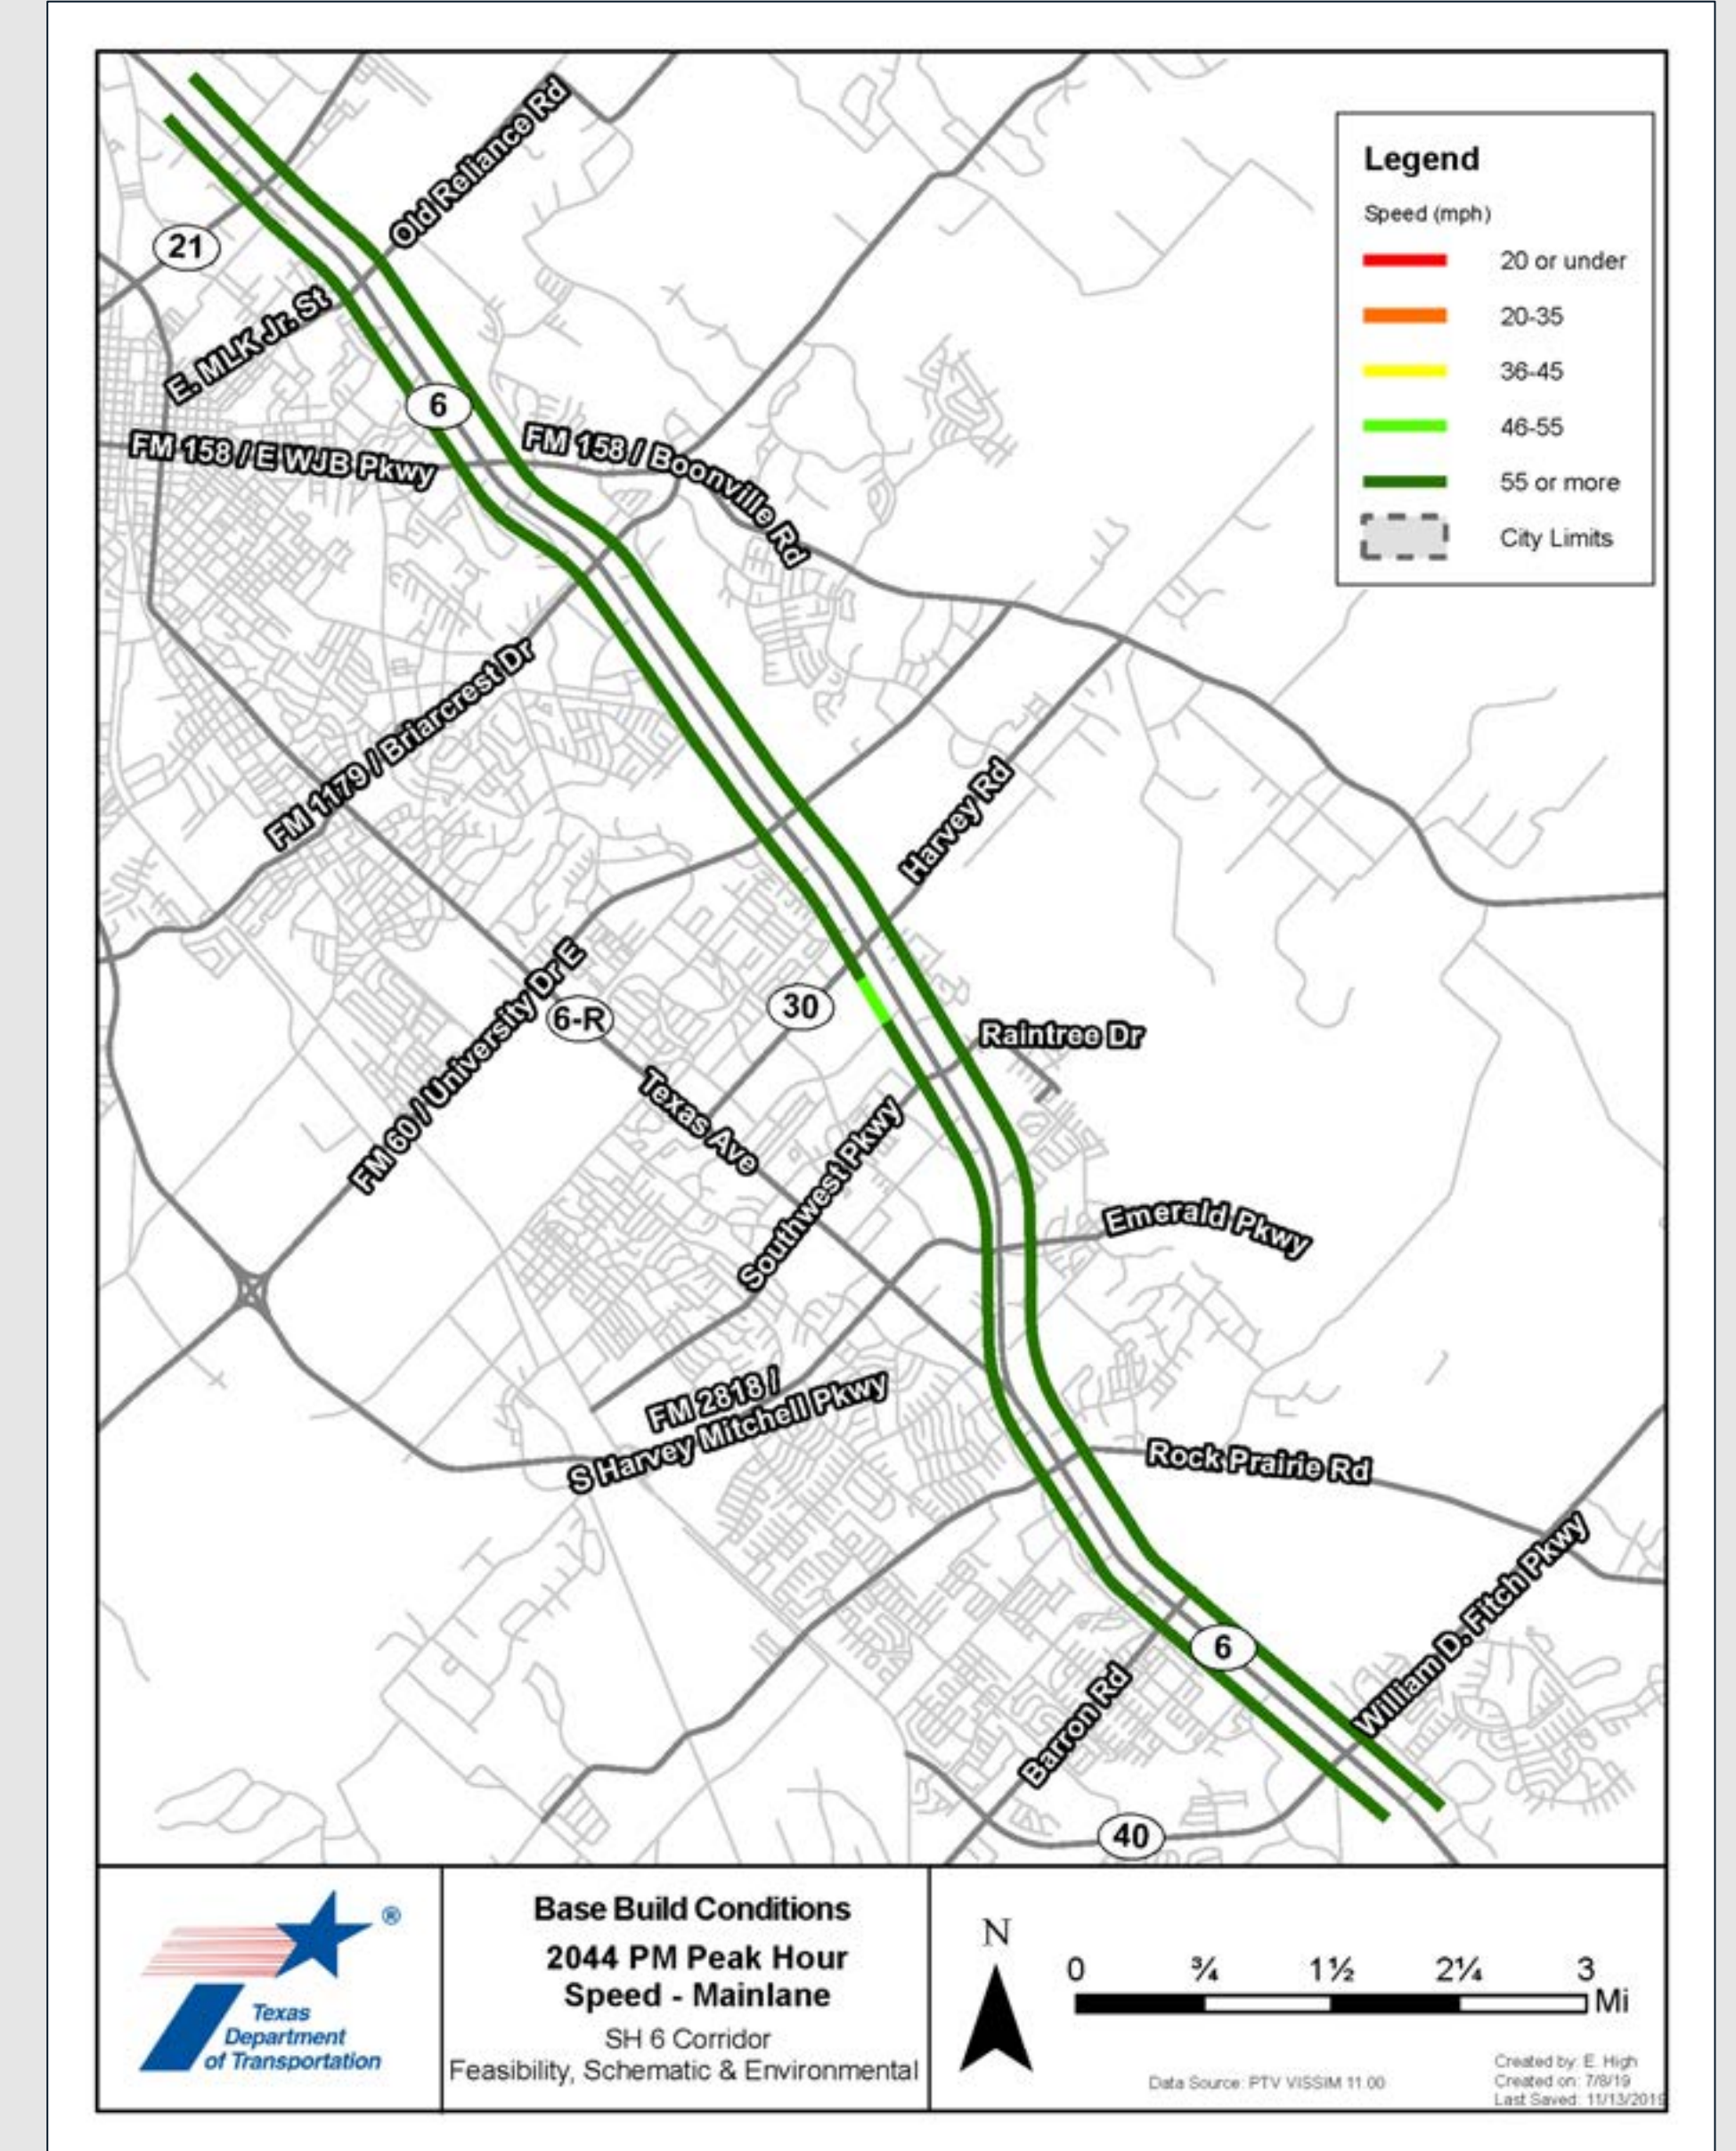 Legend
Speed (mph)
20 or under
20-35
36-45
46-55
55 or more
City Limits
Old Reliance Rd
21
E. MLK Jr. St
6
FM 158 / E WJB Pkwy
FM 158 / Boonville Rd
FM 1179 / Briarcrest Dr
Harvey Rd
FM 60 / University Dr E
6-R
30
Raintree Dr
Texas Ave
Southwest Pkwy
Emerald Pkwy
FM 2818 /
S Harvey Mitchell Pkwy
Rock Prairie Rd
William D. Fitch Pkwy
6
Barron Rd
40
®
Texas
Department
of Transportation
Base Build Conditions
2044 PM Peak Hour
Speed - Mainlane
SH 6 Corridor
Feasibility, Schematic & Environmental
N
0 ¾ 1½ 2¼ 3
Mi
Data Source: PTV VISSIM 11.00
Created by: E. High
Created on: 7/8/19
Last Saved: 11/13/2019